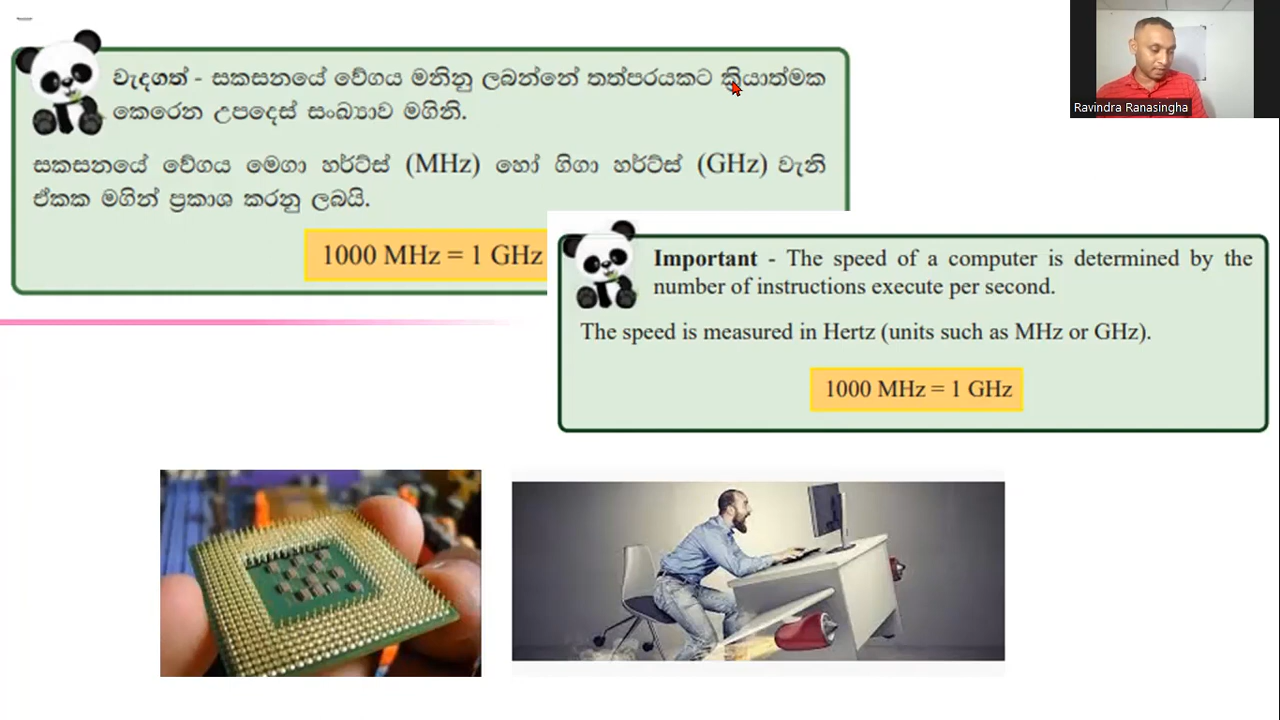 වැදගත් - සකසනයේ වේගය මනිනු ලබන්නේ තත්පරයකට ක්‍රියාත්මක
කෙරෙන උපදෙස් සංඛ්‍යාව මගිනි.
සකසනයේ වේගය මෙගා හර්ට්ස් (MHz) හෝ ගිගා හර්ට්ස් (GHz) වැනි
ඒකක මගින් ප්‍රකාශ කරනු ලබයි.
1000 MHz = 1 GHz
Important - The speed of a computer is determined by the
number of instructions execute per second.
The speed is measured in Hertz (units such as MHz or GHz).
1000 MHz = 1 GHz
Ravindra Ranasingha